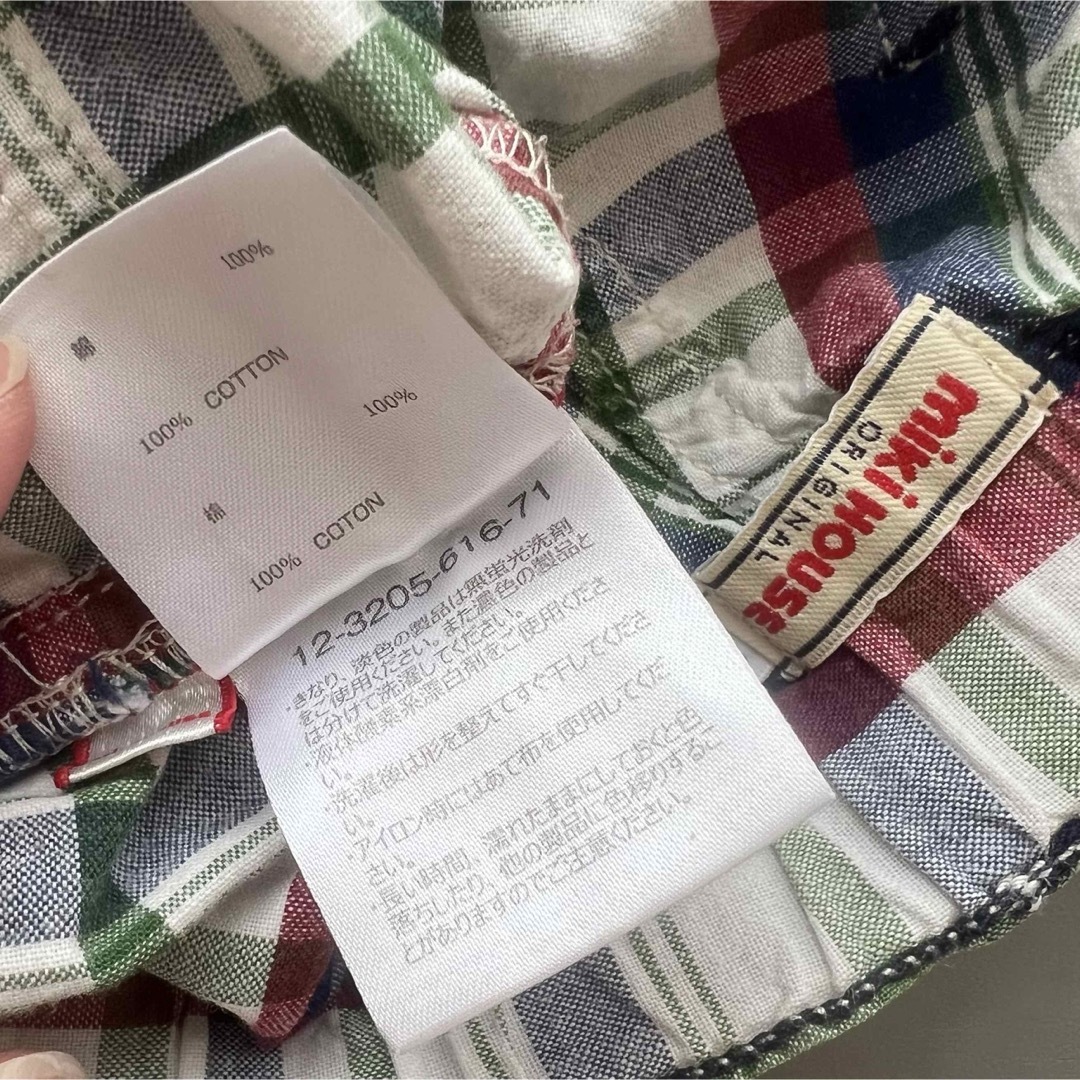 綿 100%
100% COTTON
綿 100%
100% COTON
12-3205-616-71
・きなり、淡色の製品は無蛍光洗剤
をご使用ください。また濃色の製品と
は分けて洗濯してください。
・液体酸素系漂白剤をご使用くださ
い。
・洗濯後は形を整えてすぐ干してくださ
い。
・アイロン時にはあて布を使用してくだ
さい。
・長い時間、濡れたままにしておくと色
落ちしたり、他の製品に色移りするこ
とがありますのでご注意ください。
miki HOUSE
ORIGINAL